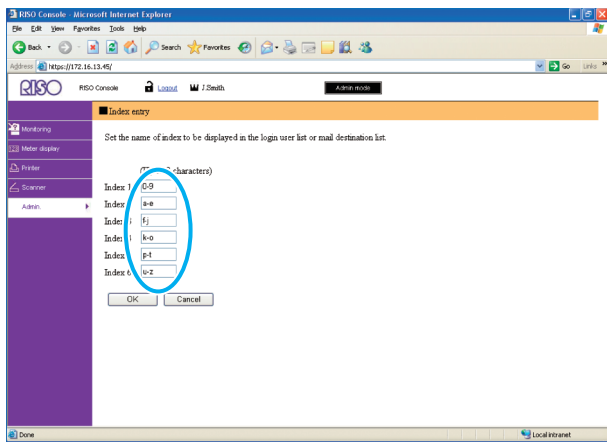 RISO Console - Microsoft Internet Explorer
File Edit View Favorites Tools Help
Back Search Favorites
Address https://172.16.13.45/ Go Links »
RISO RISO Console Logout J.Smith. Admin mode
Index entry
Monitoring
Set the name of index to be displayed in the login user list or mail destination list.
Meter display
Printer
characters)
Scanner
Index 1 0-9
Admin.
Index a-e
Index f-j
Index k-o
Index p-t
Index 6 u-z
OK Cancel
Done Local intranet